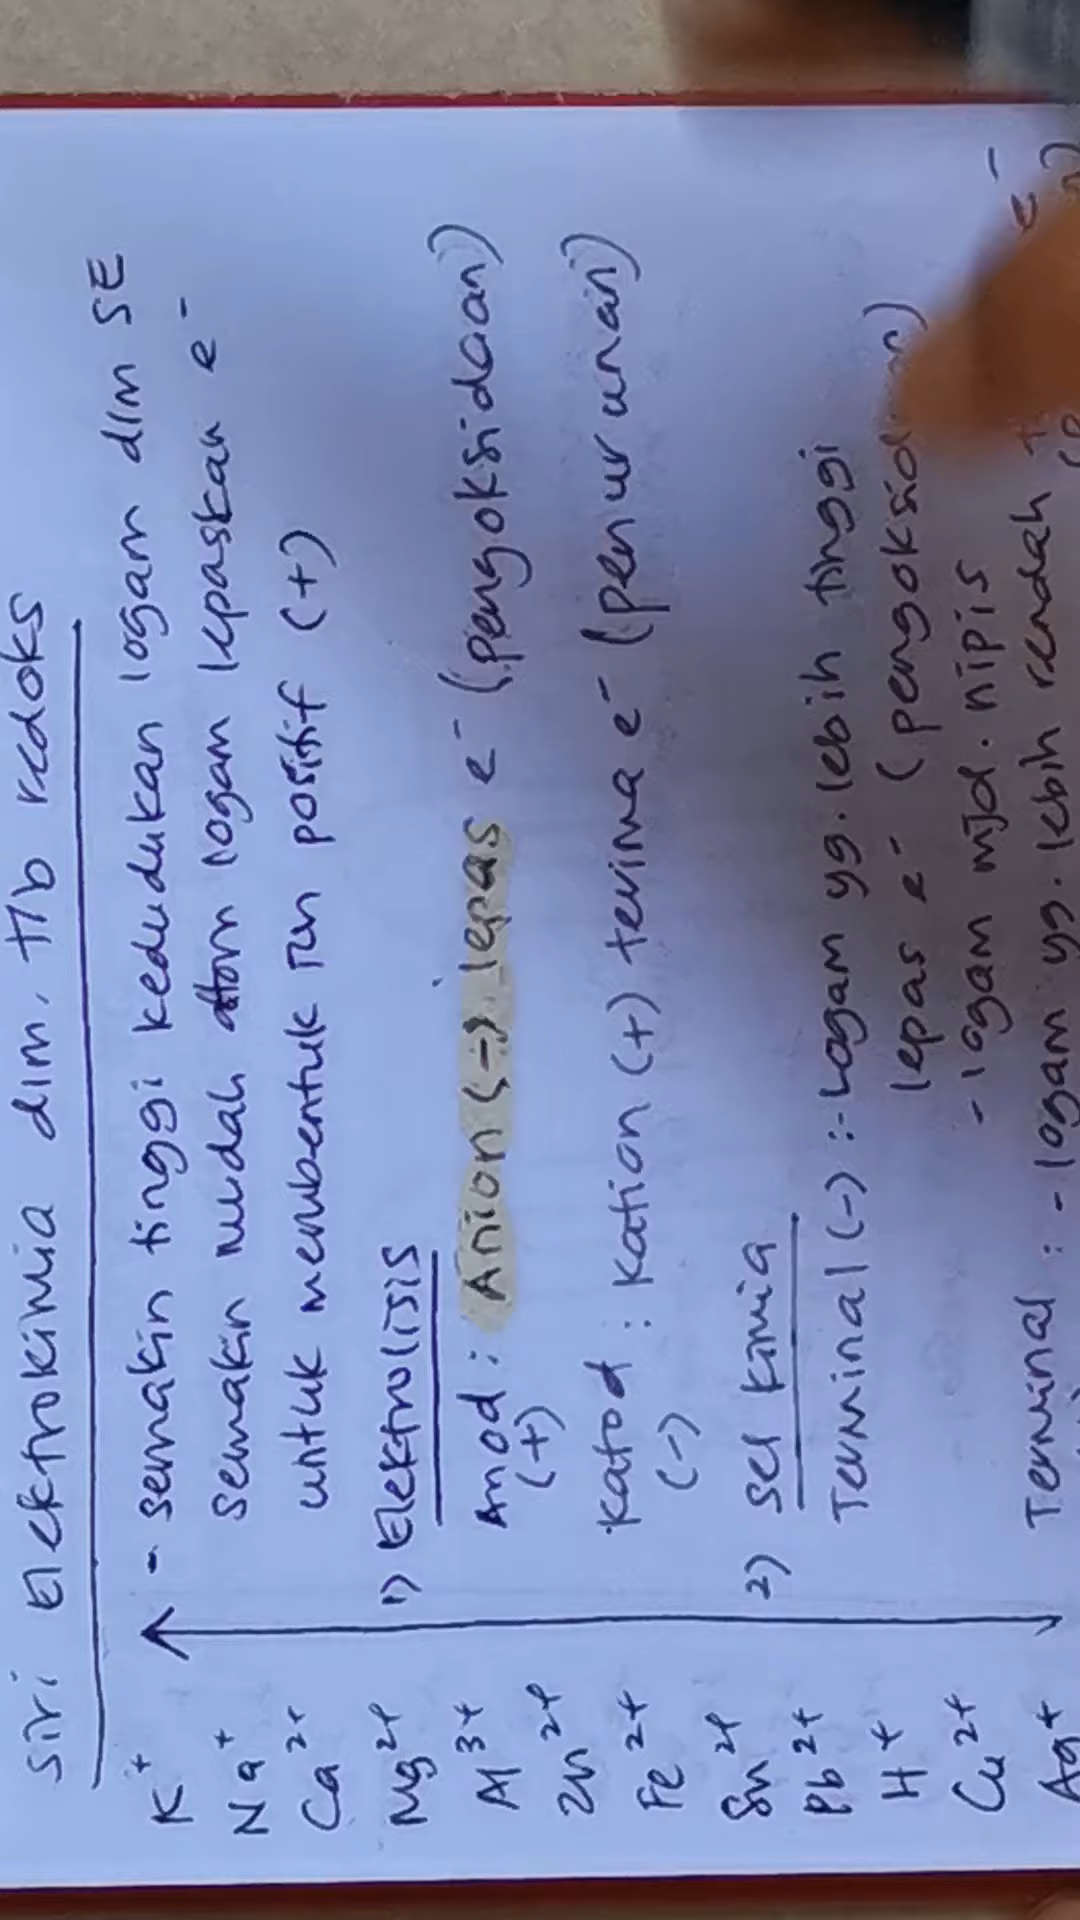 Siri Elektrokimia dlm. t/b redoks
K⁺ - semakin tinggi kedudukan logam dlm SE
Na⁺ semakin mudah atom logam lepaskan e⁻
Ca²⁺ untuk membentuk ion positif (+)
Mg²⁺ 1) Elektrolisis
Al³⁺ Anod : Anion (-) lepas e⁻ (pengoksidaan)
(+)
Zn²⁺
Fe²⁺ Katod : kation (+) terima e⁻ (penurunan)
(-)
Sn²⁺ 2) Sel kimia
Pb²⁺ Terminal (-) :- Logam yg. lebih tinggi
H⁺ lepas e⁻
Cu²⁺ - logam mjd. nipis
Ag⁺ Terminal : - logam yg. lebih rendah
e⁻